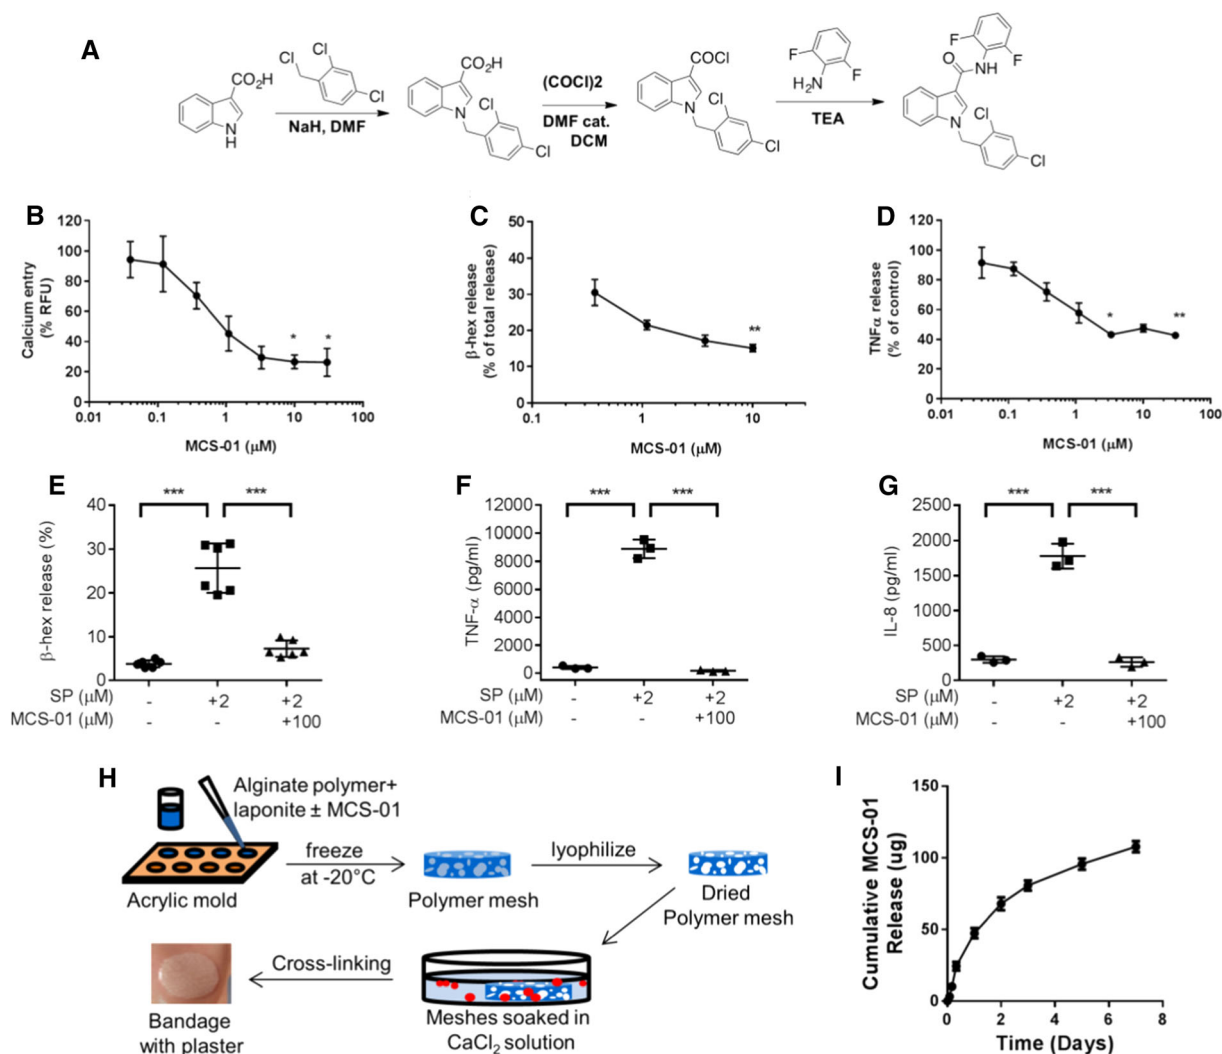 A
CO₂H
N
H
Cl
Cl
Cl
NaH, DMF
CO₂H
N
Cl
Cl
(COCl)2
DMF cat.
DCM
COCl
N
Cl
Cl
F
F
H₂N
TEA
F
F
O
NH
N
Cl
Cl
B
Calcium entry
(% RFU)
120
100
80
60
40
20
0
* *
0.01 0.1 1 10 100
MCS-01 (μM)
C
β-hex release
(% of total release)
50
40
30
20
10
0
**
0.1 1 10
MCS-01 (μM)
D
TNFα release
(% of control)
120
100
80
60
40
20
0
* **
0.01 0.1 1 10 100
MCS-01 (μM)
E
β-hex release (%)
40
30
20
10
0
*** ***
SP (μM) - +2 +2
MCS-01 (μM) - - +100
F
TNF-α (pg/ml)
12000
10000
8000
6000
4000
2000
0
*** ***
SP (μM) - +2 +2
MCS-01 (μM) - - +100
G
IL-8 (pg/ml)
2500
2000
1500
1000
500
0
*** ***
SP (μM) - +2 +2
MCS-01 (μM) - - +100
H
Alginate polymer+
laponite ± MCS-01
Acrylic mold
freeze
at -20°C
Polymer mesh
lyophilize
Dried
Polymer mesh
Meshes soaked in
CaCl₂ solution
Cross-linking
Bandage
with plaster
I
Cumulative MCS-01
Release (ug)
150
100
50
0
0 2 4 6 8
Time (Days)